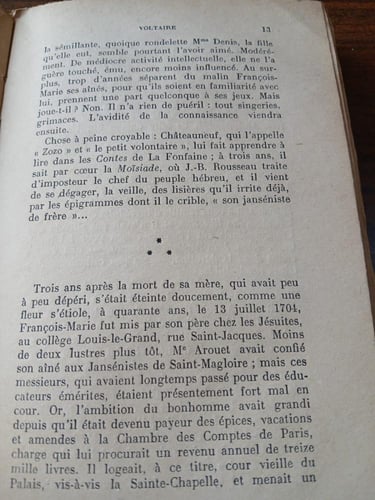 VOLTAIRE 13
la sémillante, quoique rondelette Mme Denis, la fille
qu'elle eut, semble pourtant l'avoir aimé. Modéré-
ment. De médiocre activité intellectuelle, elle ne l'a
guère touché, ému, encore moins influencé. Au sur-
plus, trop d'années séparent du malin François-
Marie ses aînés, pour qu'ils soient en familiarité avec
lui, prennent une part quelconque à ses jeux. Mais
joue-t-il ? Non. Il n'a rien de puéril : tout singeries,
grimaces. L'avidité de la connaissance viendra
ensuite.
Chose à peine croyable : Châteauneuf, qui l'appelle
« Zozo » et « le petit volontaire », lui fait apprendre à
lire dans les Contes de La Fonfaine ; à trois ans, il
sait par cœur la Moïsiade, où J.-B. Rousseau traite
d'imposteur le chef du peuple hébreu, et il vient
de se dégager, la veille, des lisières qu'il irrite déjà,
par les épigrammes dont il le crible, « son janséniste
de frère »...
* * *
Trois ans après la mort de sa mère, qui avait peu
à peu dépéri, s'était éteinte doucement, comme une
fleur s'étiole, à quarante ans, le 13 juillet 1704,
François-Marie fut mis par son père chez les Jésuites,
au collège Louis-le-Grand, rue Saint-Jacques. Moins
de deux lustres plus tôt, Me Arouet avait confié
son aîné aux Jansénistes de Saint-Magloire ; mais ces
messieurs, qui avaient longtemps passé pour des édu-
cateurs émérites, étaient présentement fort mal en
cour. Or, l'ambition du bonhomme avait grandi
depuis qu'il était devenu payeur des épices, vacations
et amendes à la Chambre des Comptes de Paris,
charge qui lui procurait un revenu annuel de treize
mille livres. Il logeait, à ce titre, cour vieille du
Palais, vis-à-vis la Sainte-Chapelle, et menait un